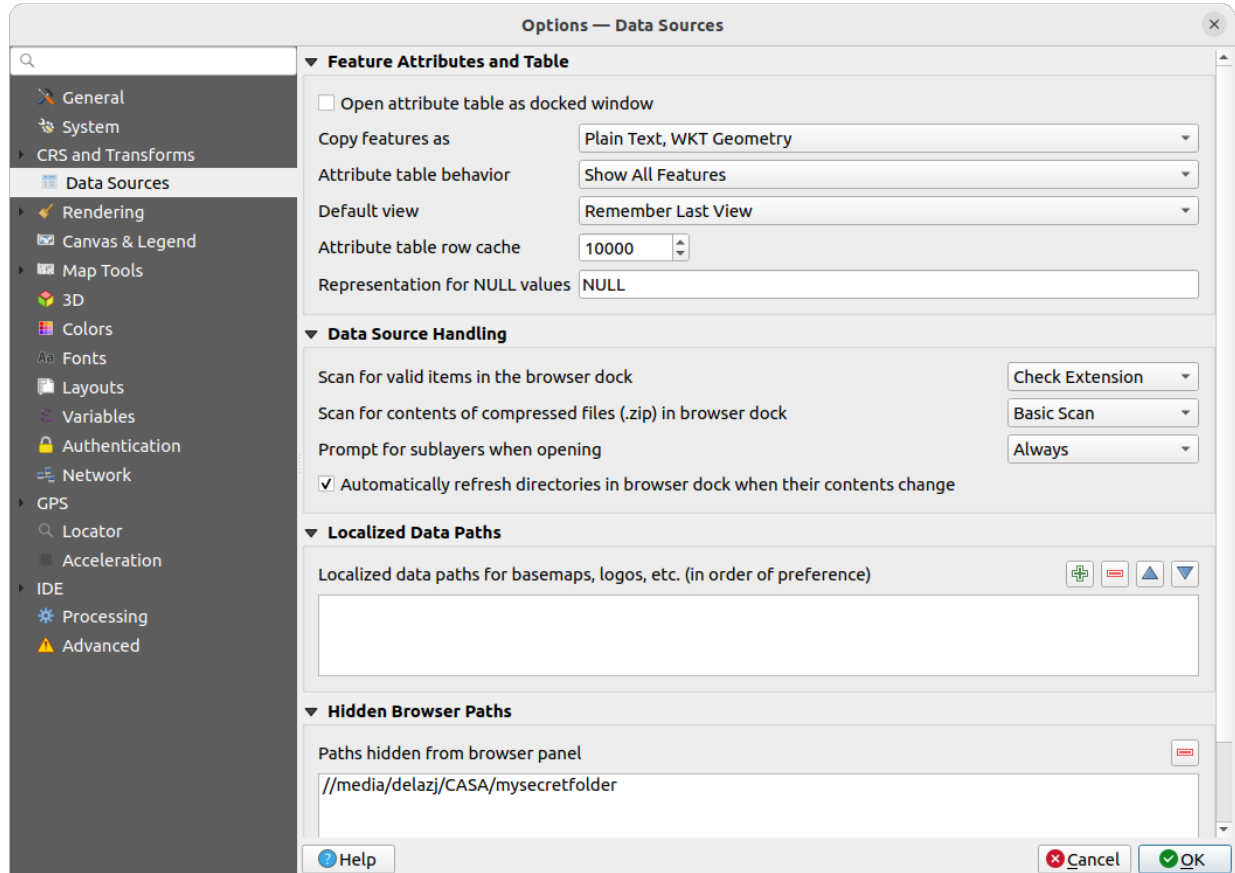 Options — Data Sources
General
System
CRS and Transforms
Data Sources
Rendering
Canvas & Legend
Map Tools
3D
Colors
Aa Fonts
Layouts
Variables
Authentication
Network
GPS
Locator
Acceleration
IDE
Processing
Advanced
Feature Attributes and Table
Open attribute table as docked window
Copy features as Plain Text, WKT Geometry
Attribute table behavior Show All Features
Default view Remember Last View
Attribute table row cache 10000
Representation for NULL values NULL
Data Source Handling
Scan for valid items in the browser dock Check Extension
Scan for contents of compressed files (.zip) in browser dock Basic Scan
Prompt for sublayers when opening Always
Automatically refresh directories in browser dock when their contents change
Localized Data Paths
Localized data paths for basemaps, logos, etc. (in order of preference)
Hidden Browser Paths
Paths hidden from browser panel
//media/delazj/CASA/mysecretfolder
Help Cancel OK